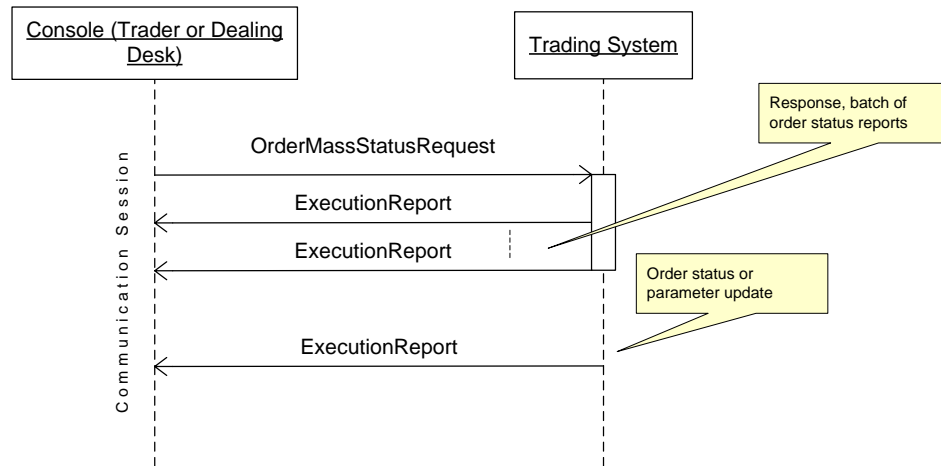 Console (Trader or Dealing
Desk)
Trading System
Response, batch of
order status reports
OrderMassStatusRequest
ExecutionReport
ExecutionReport
Order status or
parameter update
ExecutionReport
Communication Session